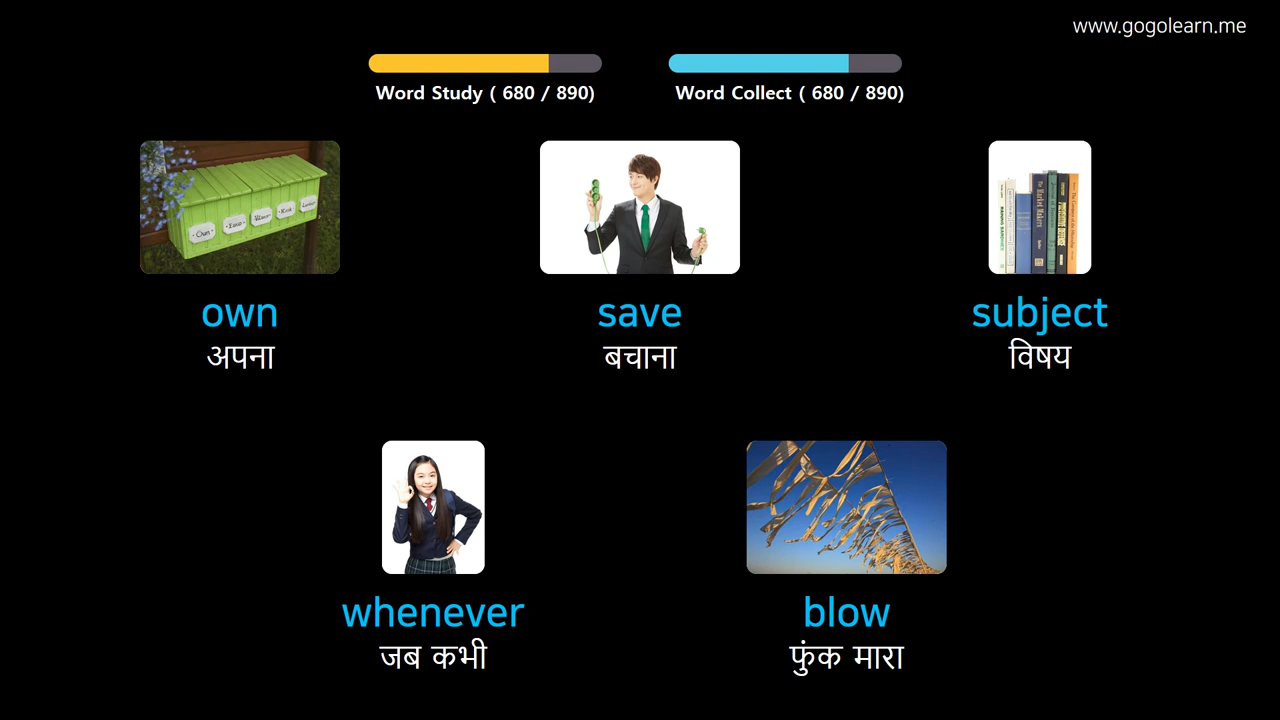 www.gogolearn.me
Word Study ( 680 / 890)
Word Collect ( 680 / 890)
Own
own
save
subject
अपना
बचाना
विषय
whenever
blow
जब कभी
फुंक मारा